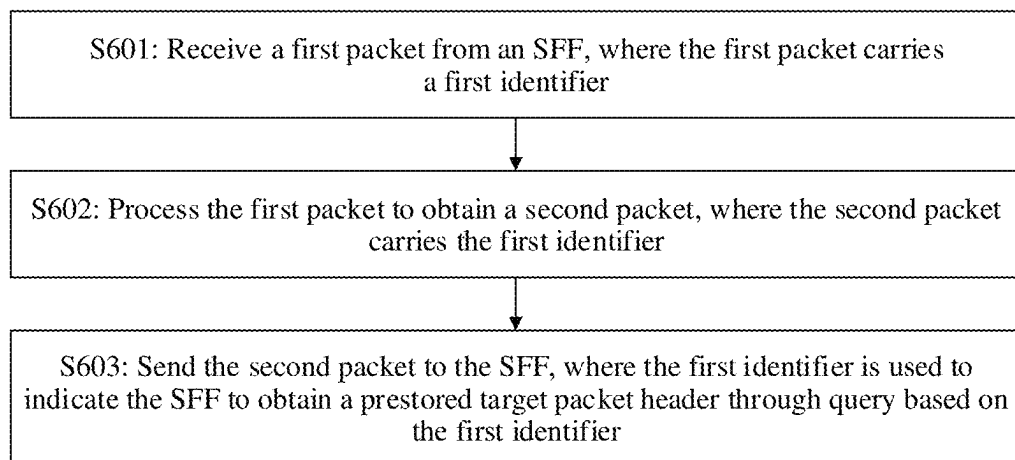 S601: Receive a first packet from an SFF, where the first packet carries
a first identifier
S602: Process the first packet to obtain a second packet, where the second packet
carries the first identifier
S603: Send the second packet to the SFF, where the first identifier is used to
indicate the SFF to obtain a prestored target packet header through query based on
the first identifier